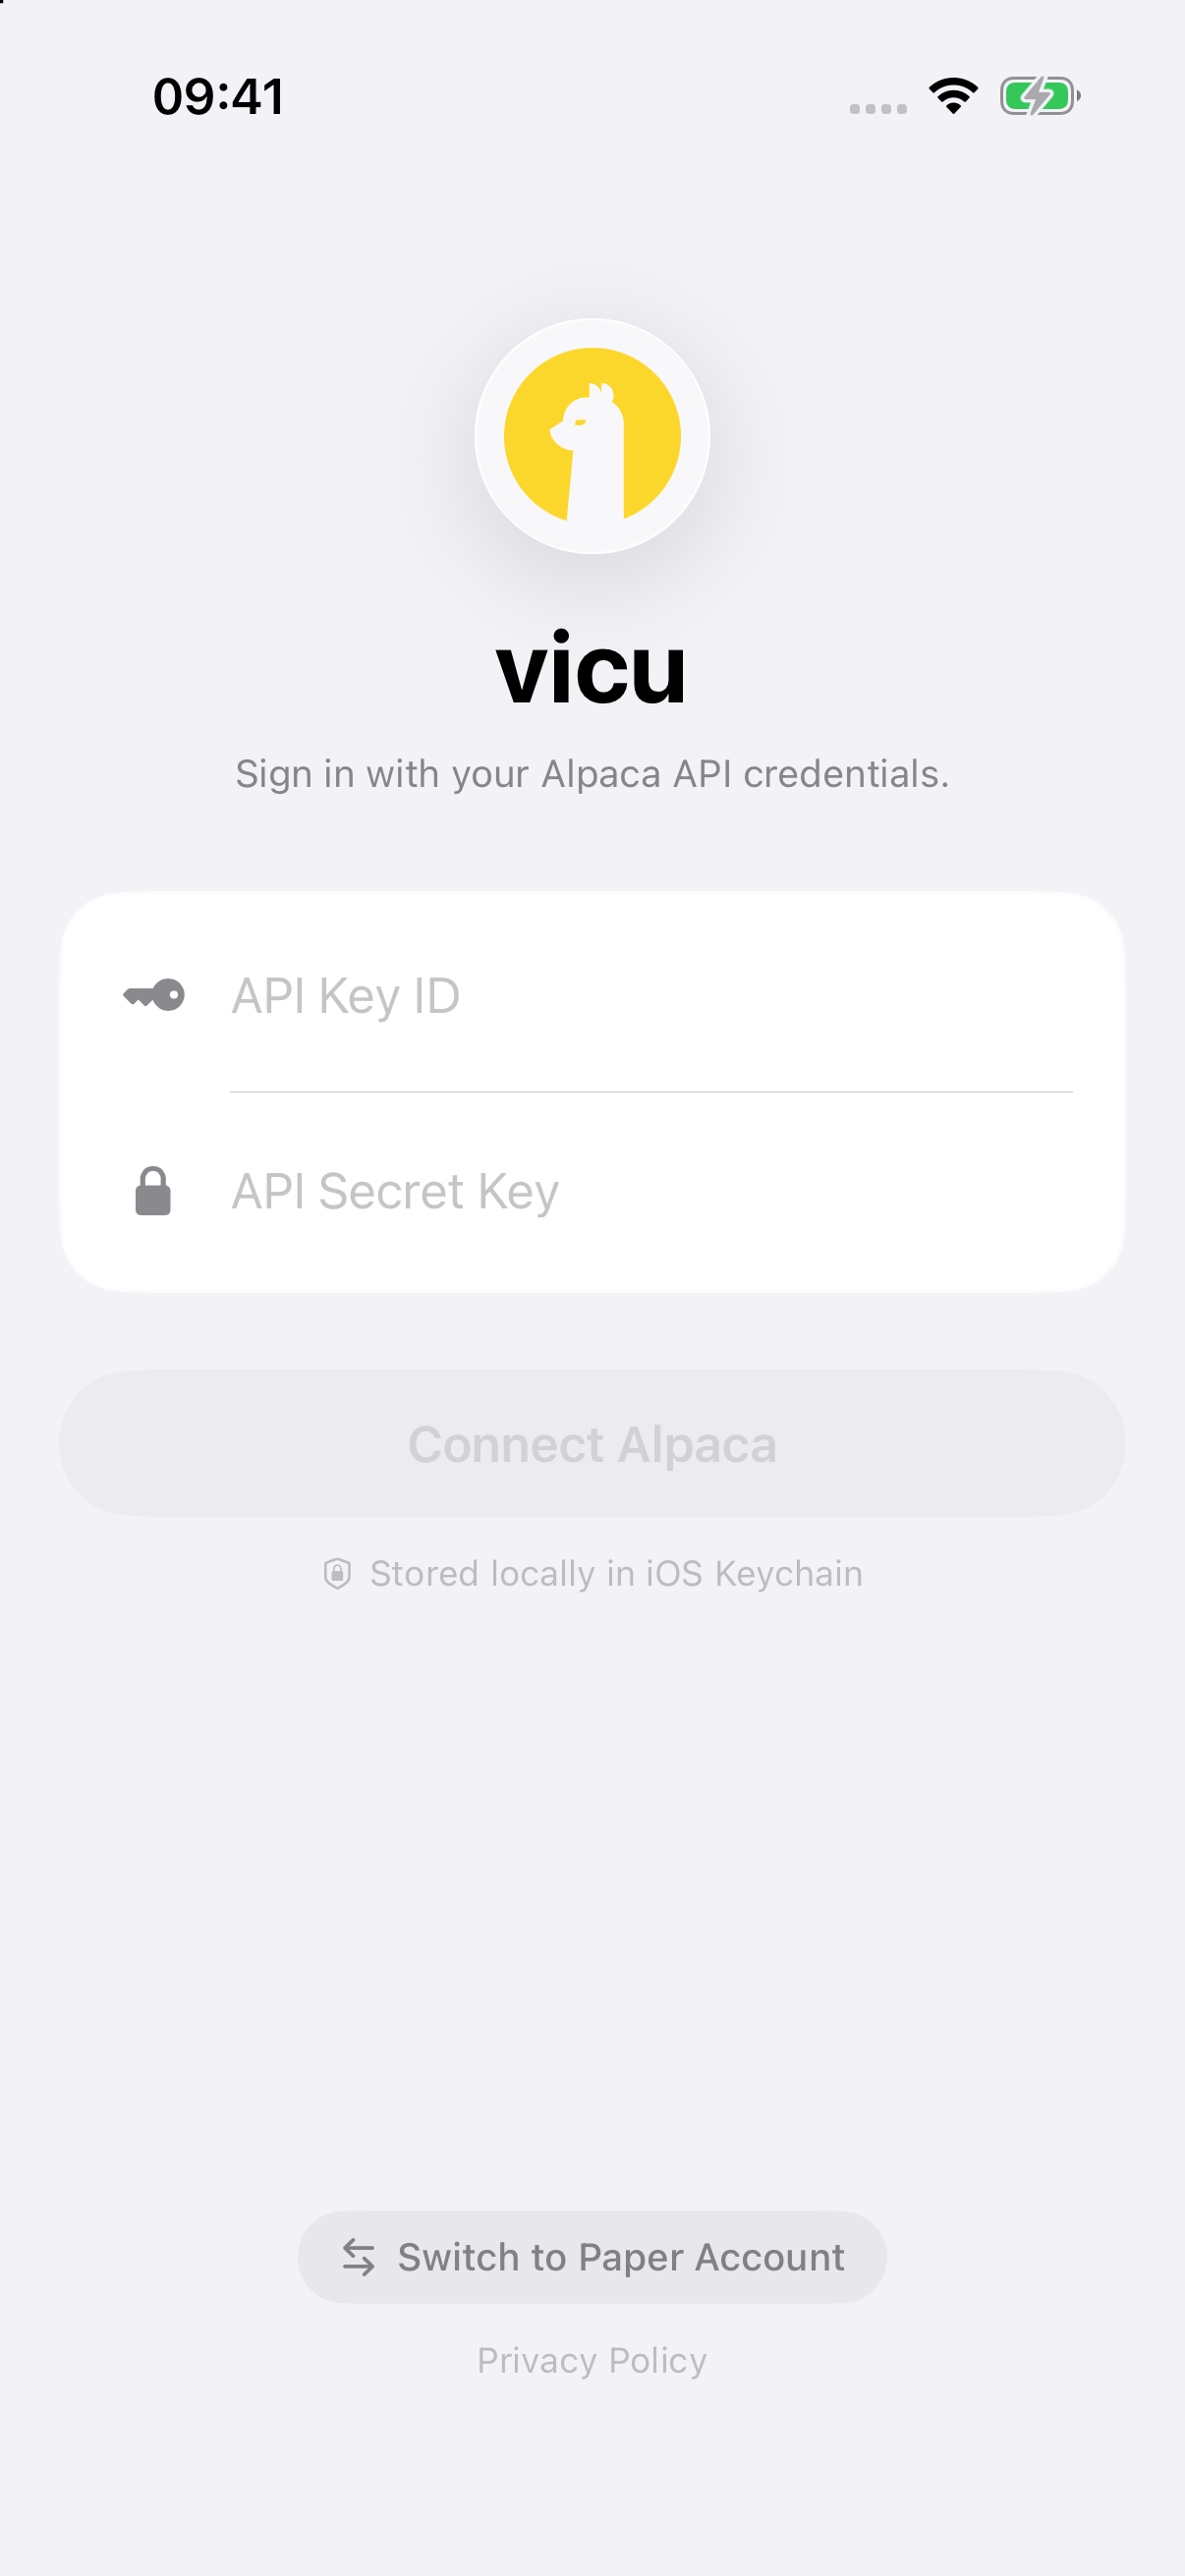 09:41
vicu
Sign in with your Alpaca API credentials.
API Key ID
API Secret Key
Connect Alpaca
Stored locally in iOS Keychain
Switch to Paper Account
Privacy Policy